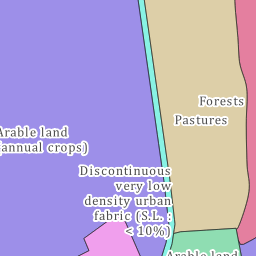 Forests
Pastures
Arable land
(annual crops)
Discontinuous
very low
density urban
fabric (S.L. :
< 10%)
Arable land